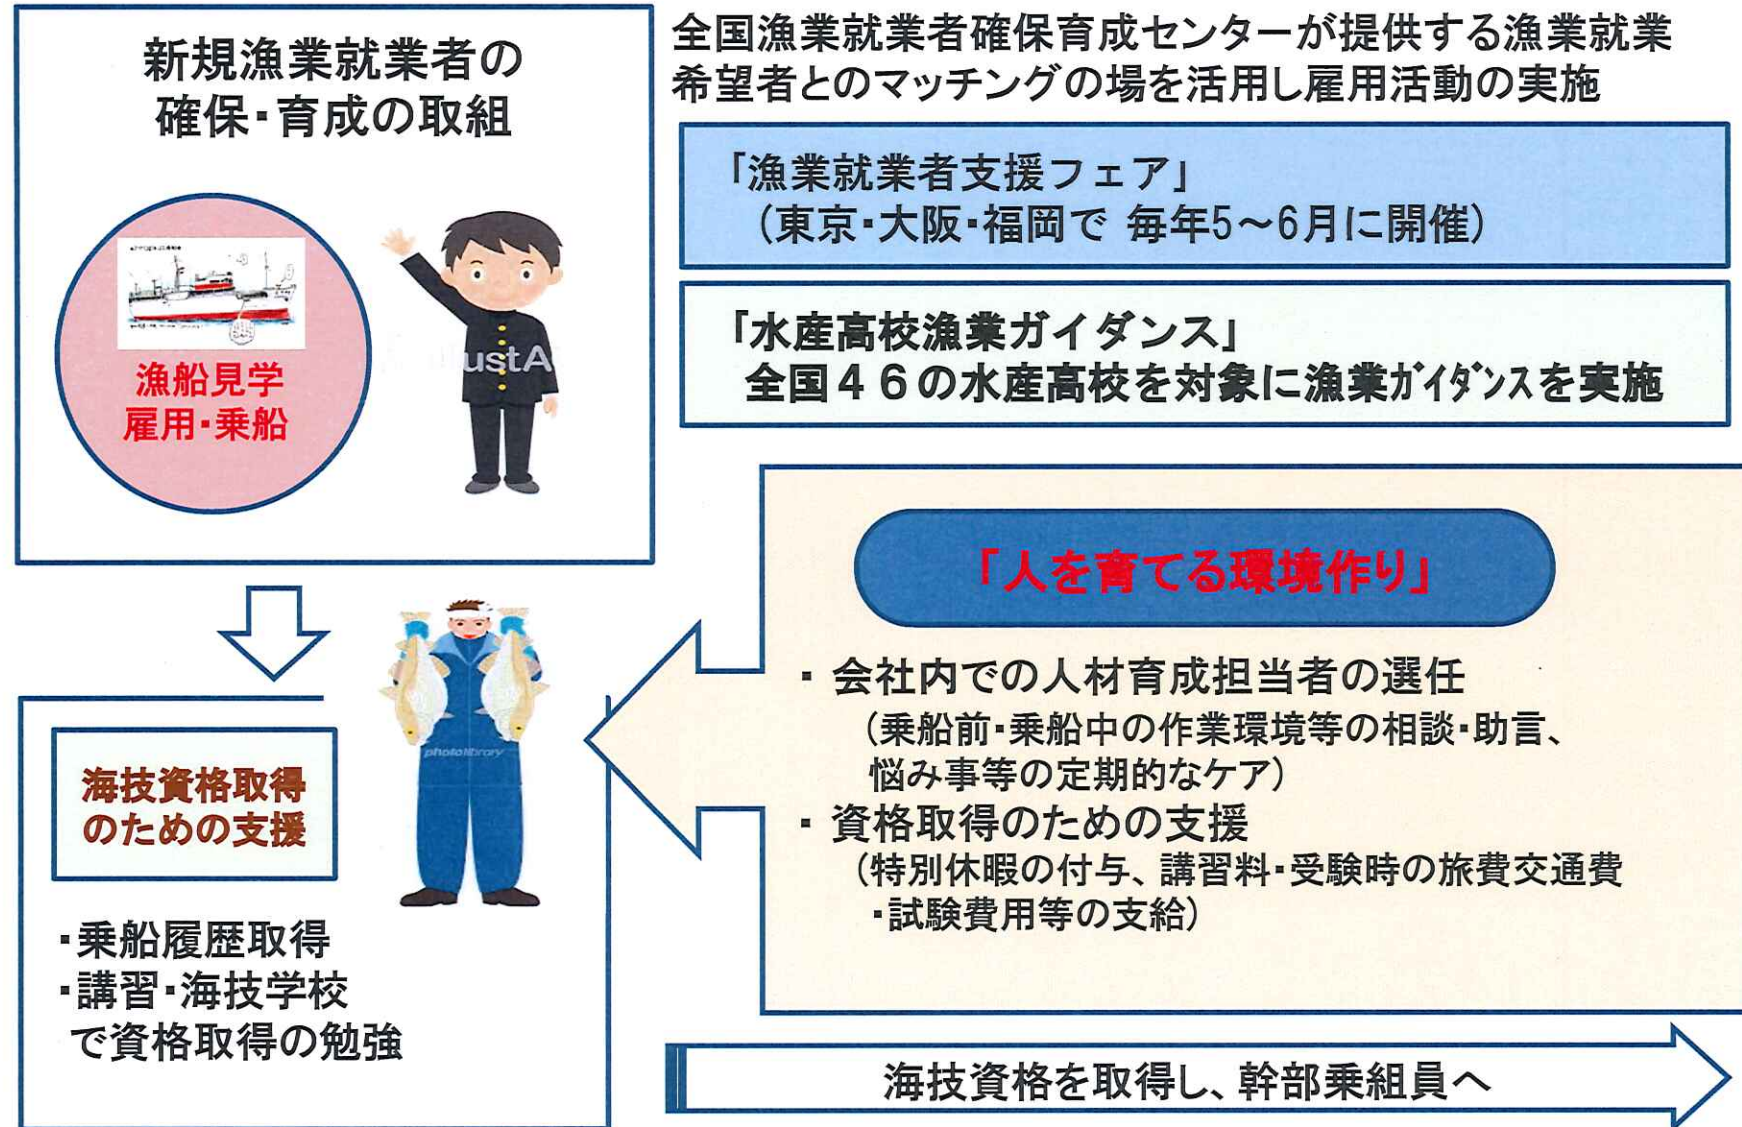 新規漁業就業者の
確保・育成の取組
漁船見学
雇用・乗船
全国漁業就業者確保育成センターが提供する漁業就業
希望者とのマッチングの場を活用し雇用活動の実施
「漁業就業者支援フェア」
(東京・大阪・福岡で 毎年5～6月に開催)
「水産高校漁業ガイダンス」
全国４６の水産高校を対象に漁業ｶﾞｲﾀﾞﾝｽを実施
「人を育てる環境作り」
・ 会社内での人材育成担当者の選任
(乗船前・乗船中の作業環境等の相談・助言、
悩み事等の定期的なケア)
・ 資格取得のための支援
(特別休暇の付与、講習料・受験時の旅費交通費
・試験費用等の支給)
海技資格取得
のための支援
photolibrary
・乗船履歴取得
・講習・海技学校
で資格取得の勉強
海技資格を取得し、幹部乗組員へ